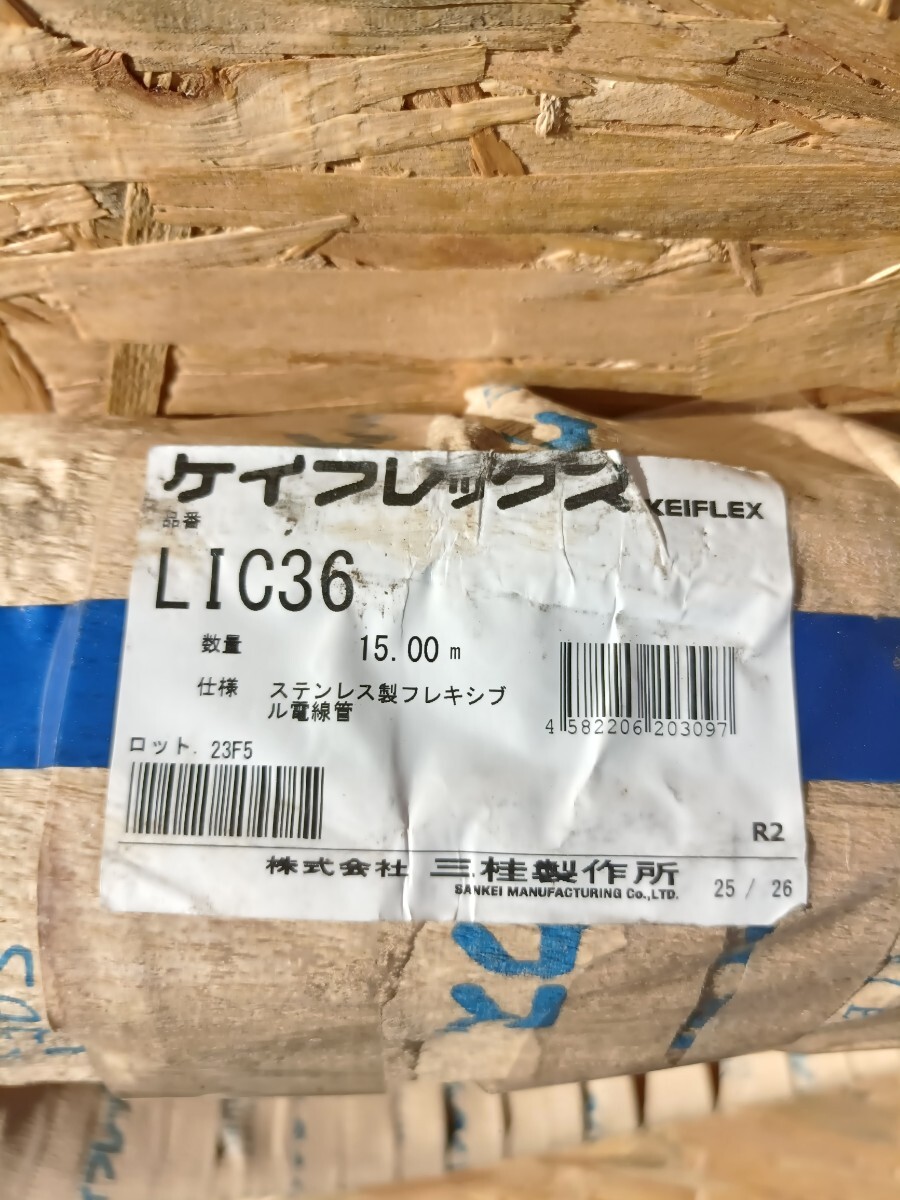 ケイフレックス KEIFLEX
品番
LIC36
数量 15.00 m
仕様 ステンレス製フレキシブ
ル電線管
4 582206 203097
ロット. 23F5
R2
株式会社 三桂製作所
SANKEI MANUFACTURING Co.,LTD.
25 / 26